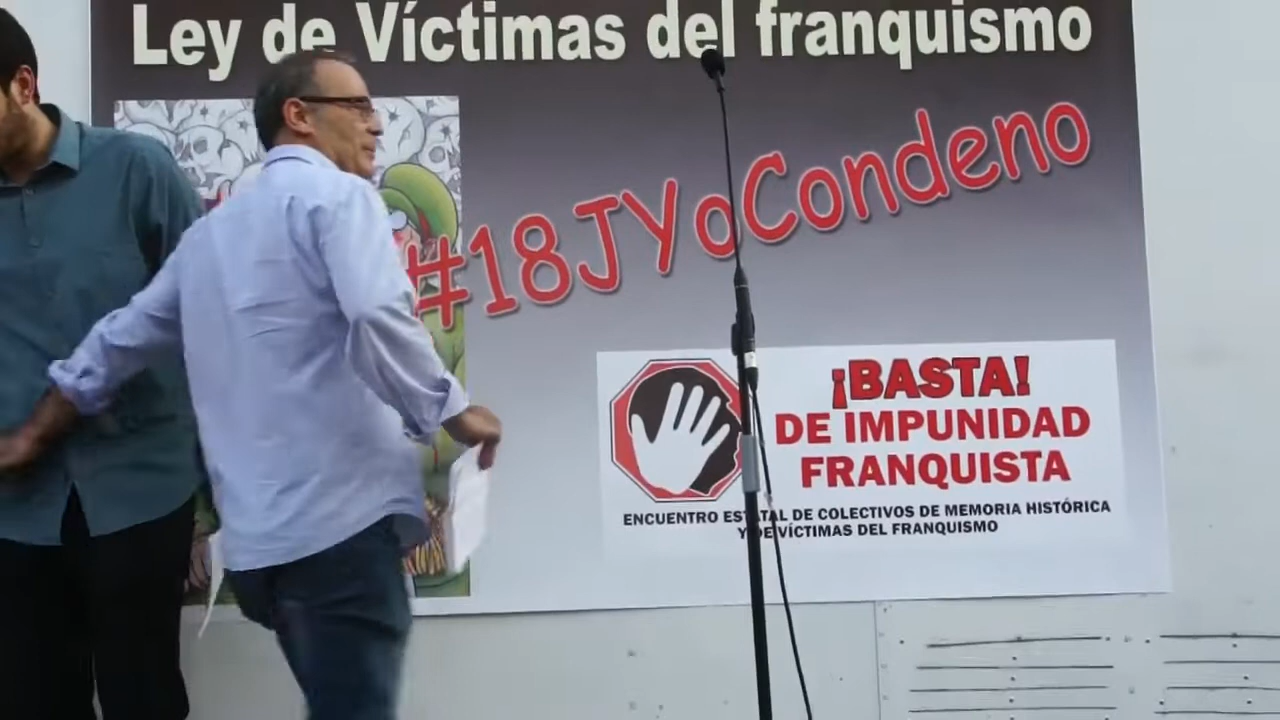 Ley de Víctimas del franquismo
#18JYoCondeno
¡BASTA!
DE IMPUNIDAD
FRANQUISTA
ENCUENTRO ESTATAL DE COLECTIVOS DE MEMORIA HISTÓRICA
Y DE VÍCTIMAS DEL FRANQUISMO